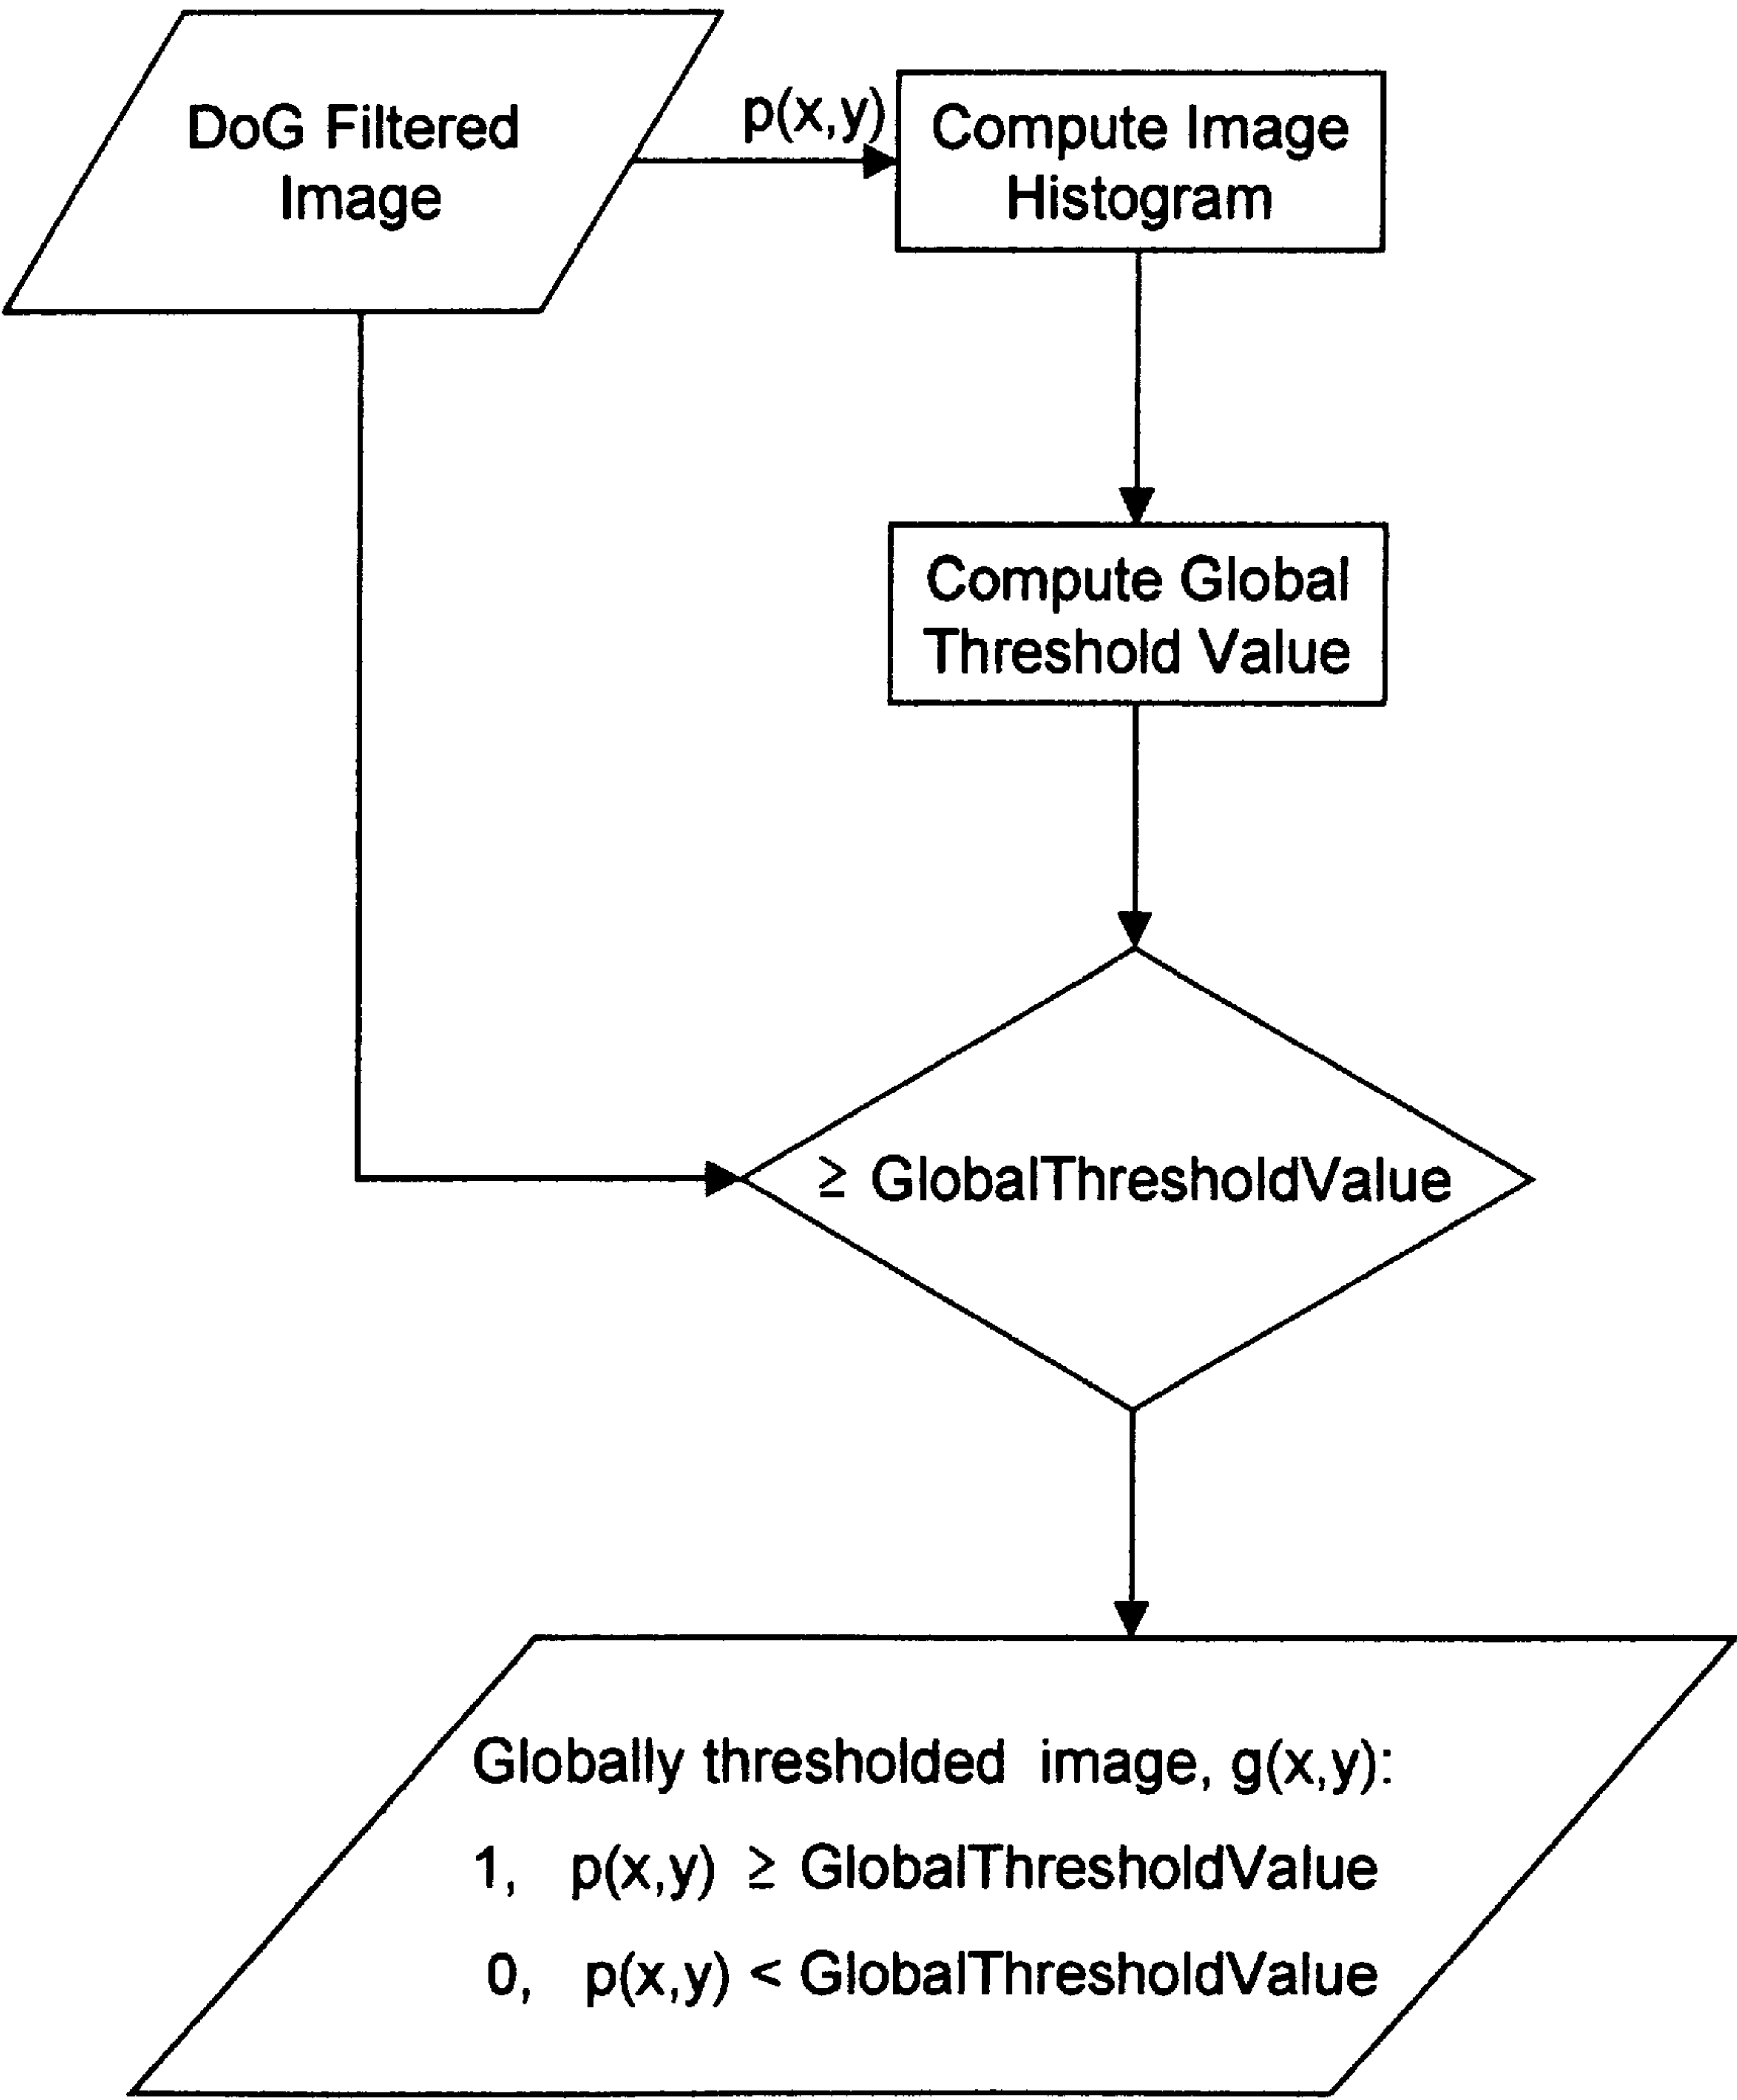 DoG Filtered
Image
p(x,y)
Compute Image
Histogram
Compute Global
Threshold Value
≥ GlobalThresholdValue
Globally thresholded image, g(x,y):
1, p(x,y) ≥ GlobalThresholdValue
0, p(x,y) < GlobalThresholdValue